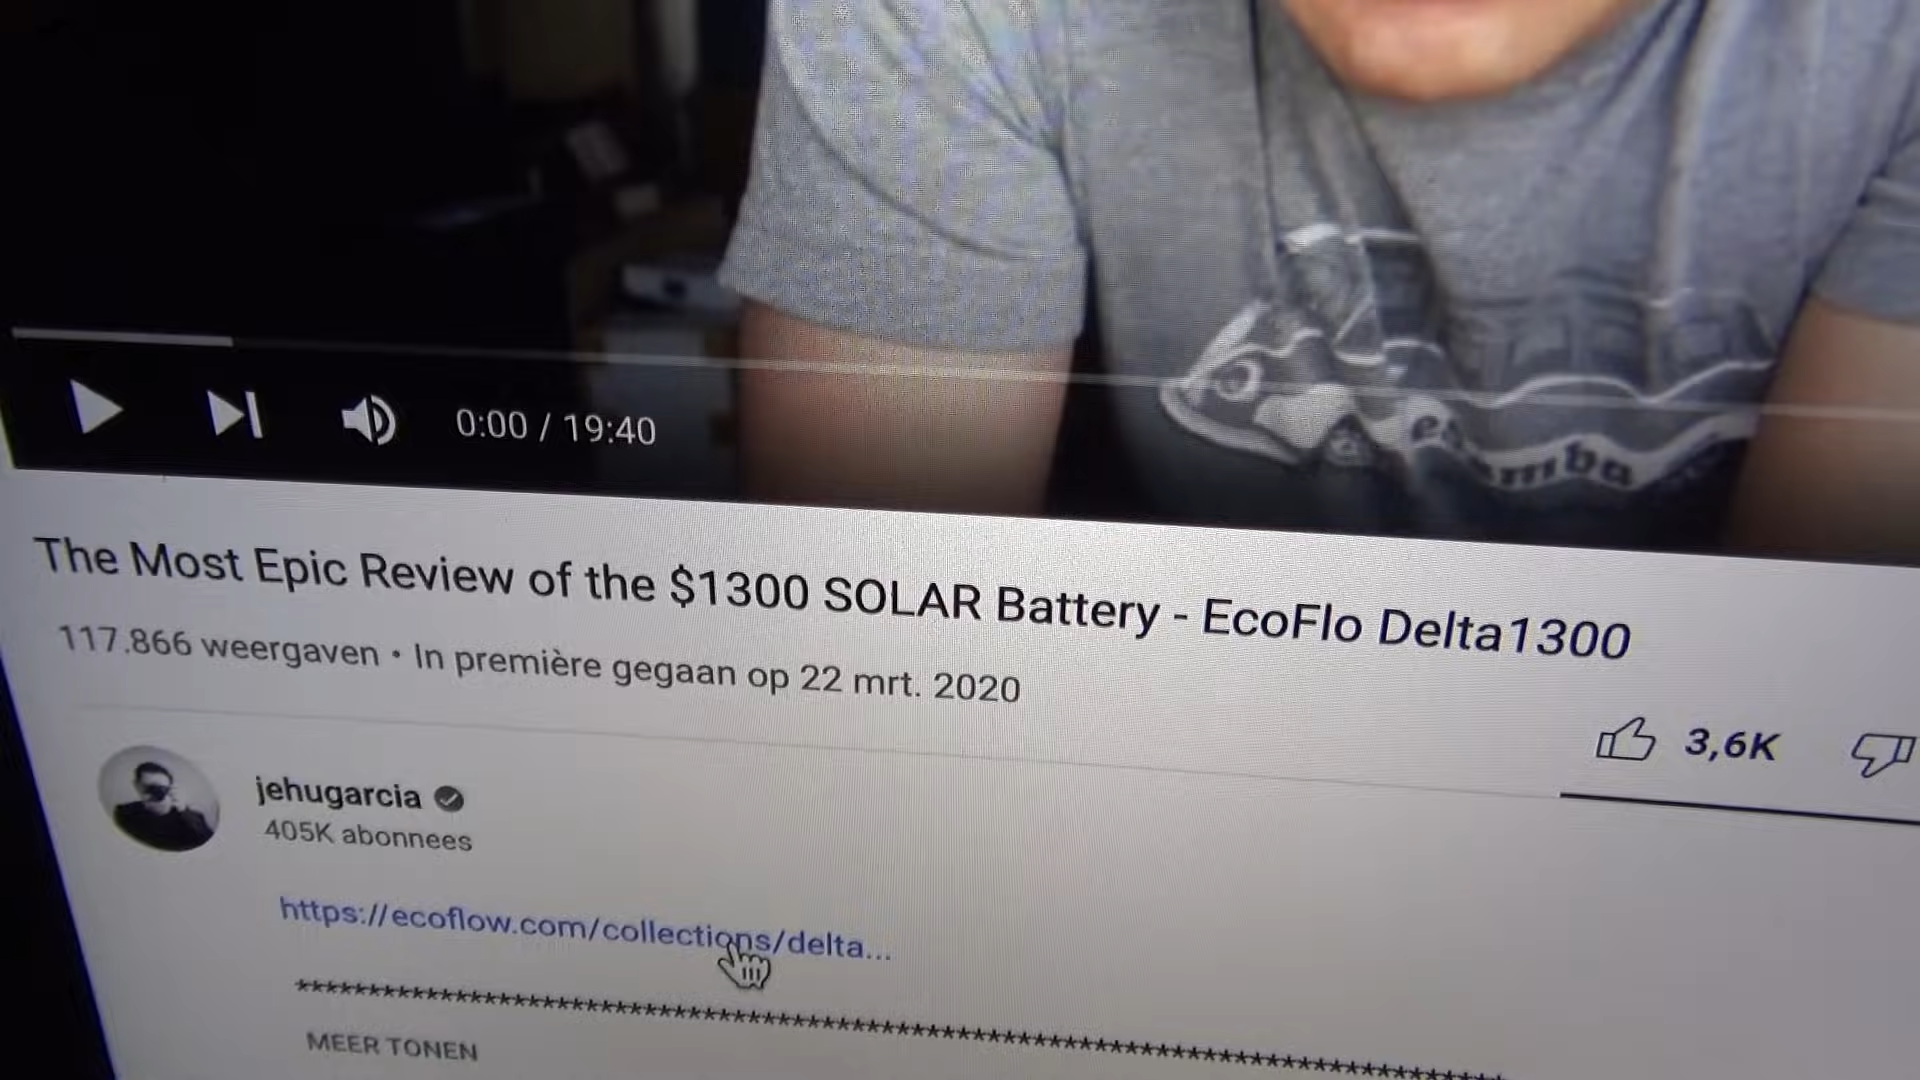 0:00 / 19:40
The Most Epic Review of the $1300 SOLAR Battery - EcoFlo Delta1300
117.866 weergaven • In première gegaan op 22 mrt. 2020
3,6K
jehugarcia
405K abonnees
https://ecoflow.com/collections/delta...
MEER TONEN